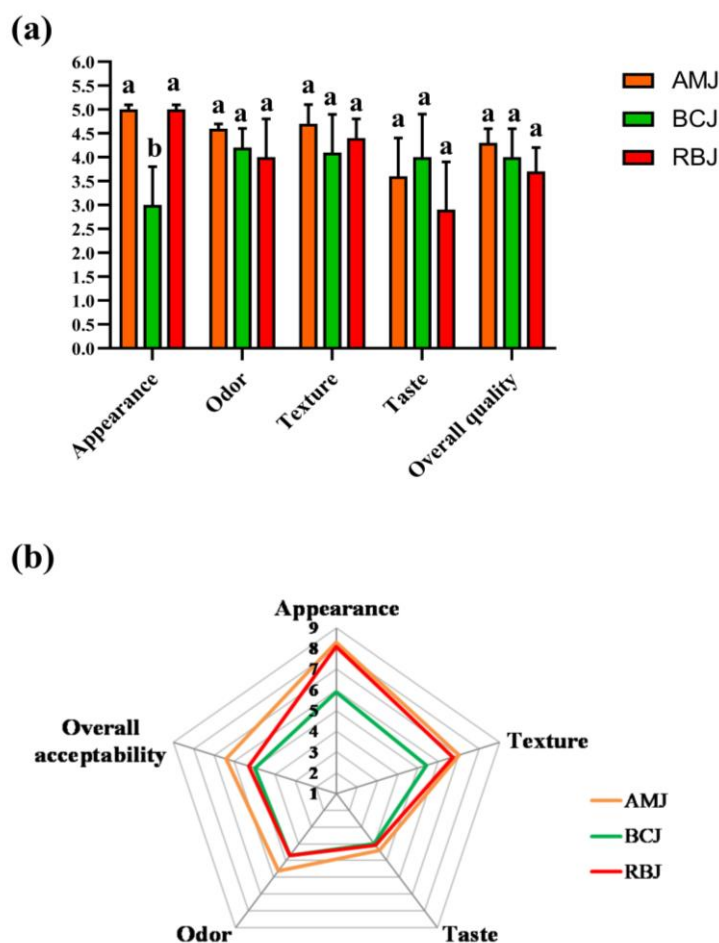 (a)
6.0
5.5
5.0
4.5
4.0
3.5
3.0
2.5
2.0
1.5
1.0
0.5
0.0
a b a
a a a
a a a
a a a
a a a
Appearance
Odor
Texture
Taste
Overall quality
AMJ
BCJ
RBJ
(b)
Appearance
9
8
7
6
5
4
3
2
1
Overall
acceptability
Texture
Odor
Taste
AMJ
BCJ
RBJ